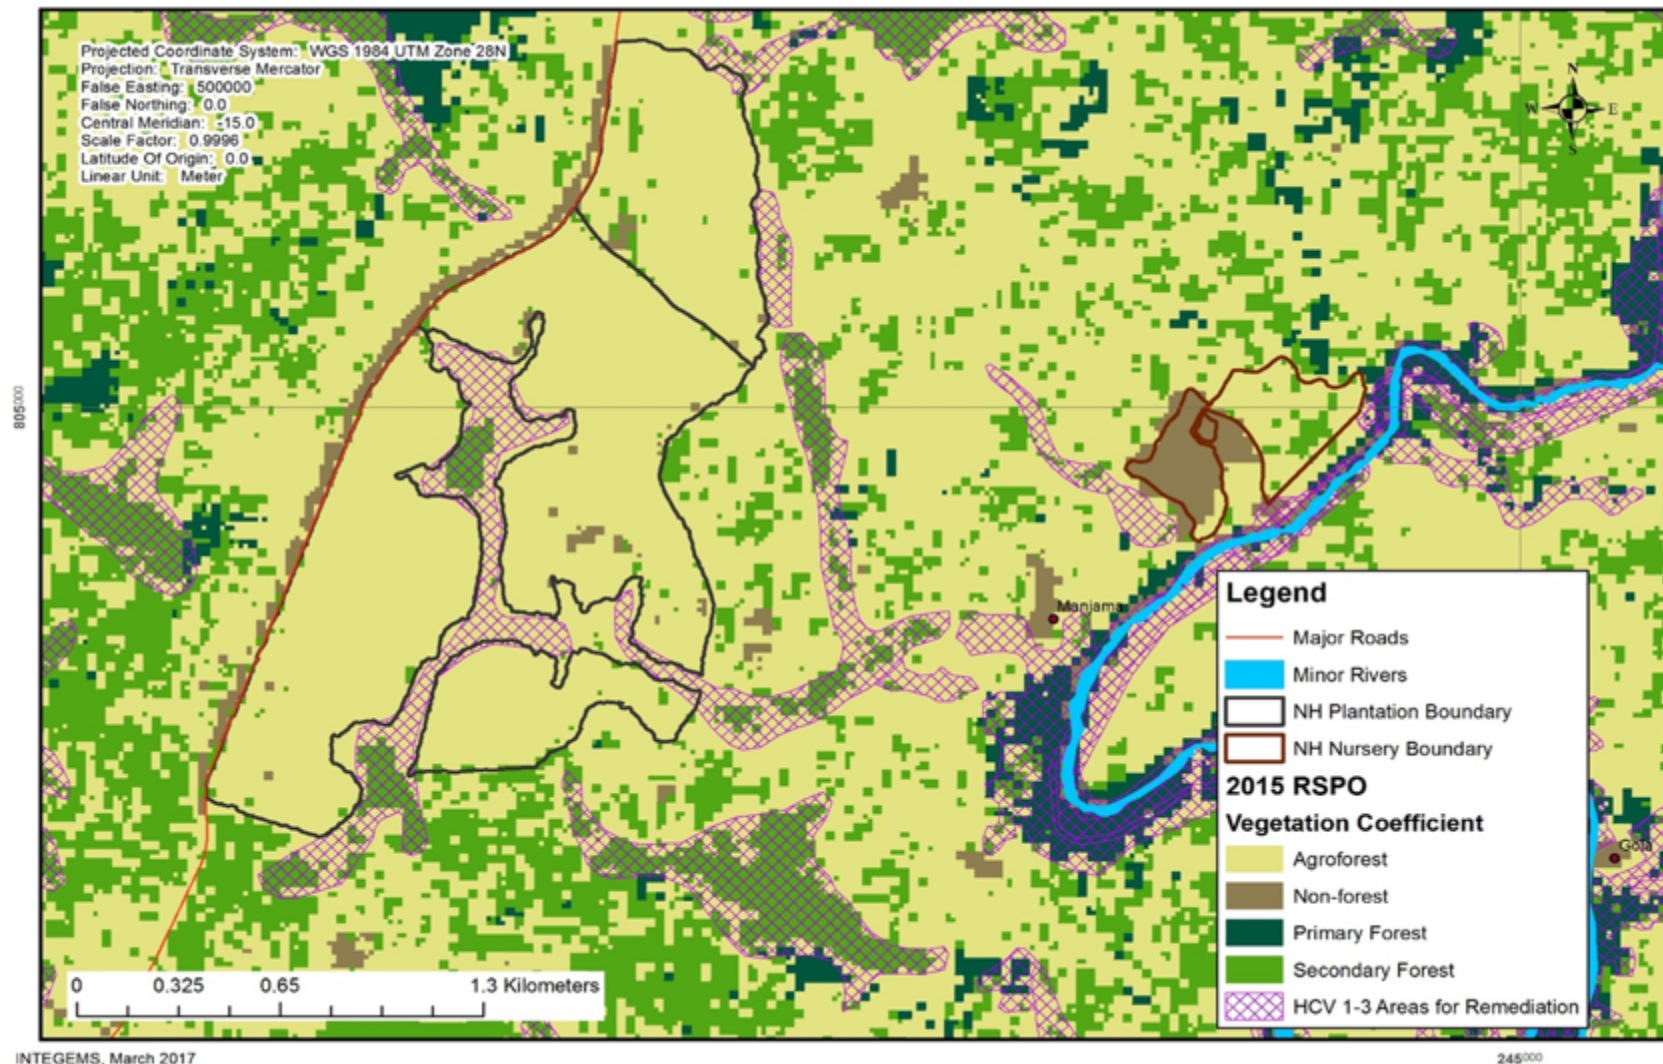 Projected Coordinate System: WGS 1984 UTM Zone 28N
Projection: Transverse Mercator
False Easting: 500000
False Northing: 0.0
Central Meridian: -15.0
Scale Factor: 0.9996
Latitude Of Origin: 0.0
Linear Unit: Meter
N
W E
S
805000
Manjama
Legend
Major Roads
Minor Rivers
NH Plantation Boundary
NH Nursery Boundary
2015 RSPO
Vegetation Coefficient
Agroforest
Non-forest
Primary Forest
Secondary Forest
HCV 1-3 Areas for Remediation
Gola
0 0.325 0.65 1.3 Kilometers
INTEGEMS, March 2017
245000